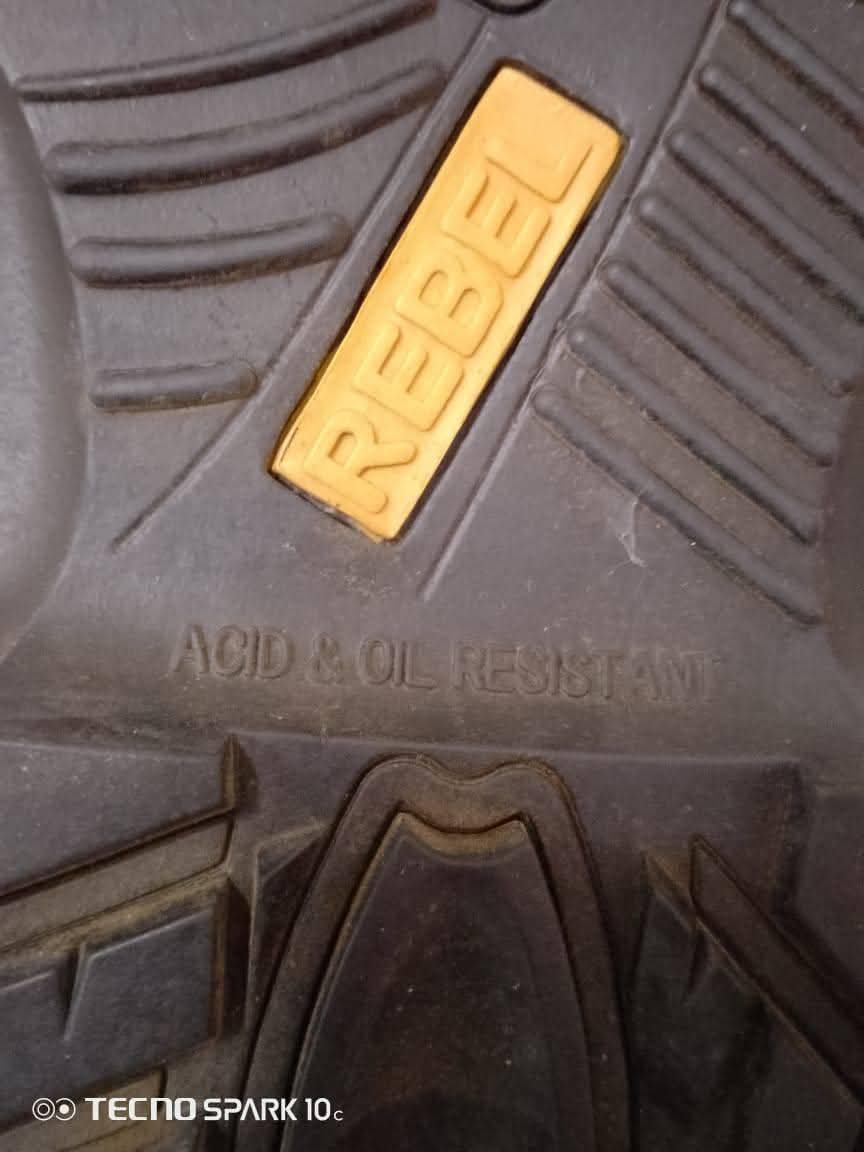 REBEL
ACID & OIL RESISTANT
TECNO SPARK 10c